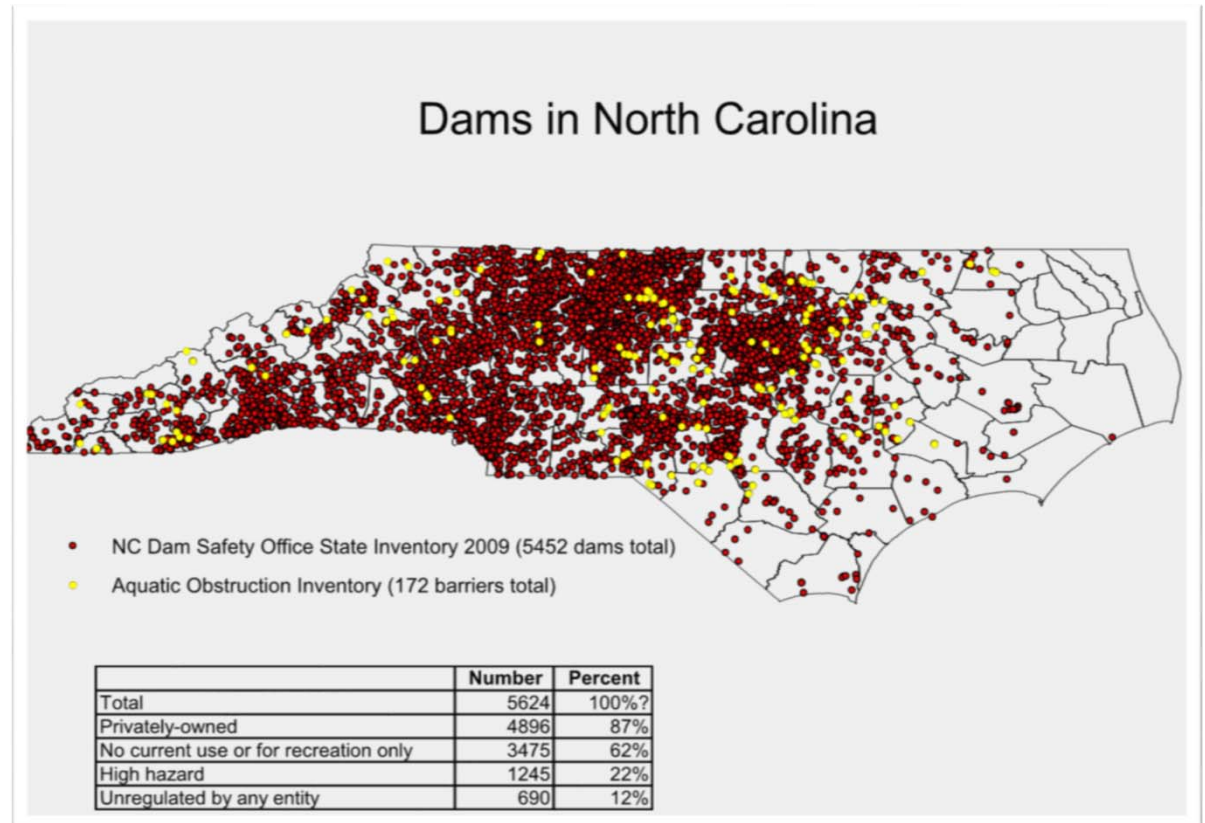 Dams in North Carolina
NC Dam Safety Office State Inventory 2009 (5452 dams total)
Aquatic Obstruction Inventory (172 barriers total)
Number Percent
Total 5624 100%?
Privately-owned 4896 87%
No current use or for recreation only 3475 62%
High hazard 1245 22%
Unregulated by any entity 690 12%